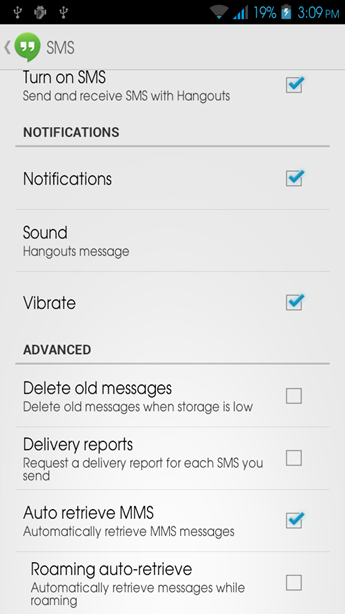 19% 3:09 PM
SMS
Turn on SMS
Send and receive SMS with Hangouts
NOTIFICATIONS
Notifications
Sound
Hangouts message
Vibrate
ADVANCED
Delete old messages
Delete old messages when storage is low
Delivery reports
Request a delivery report for each SMS you
send
Auto retrieve MMS
Automatically retrieve MMS messages
Roaming auto-retrieve
Automatically retrieve messages while
roaming